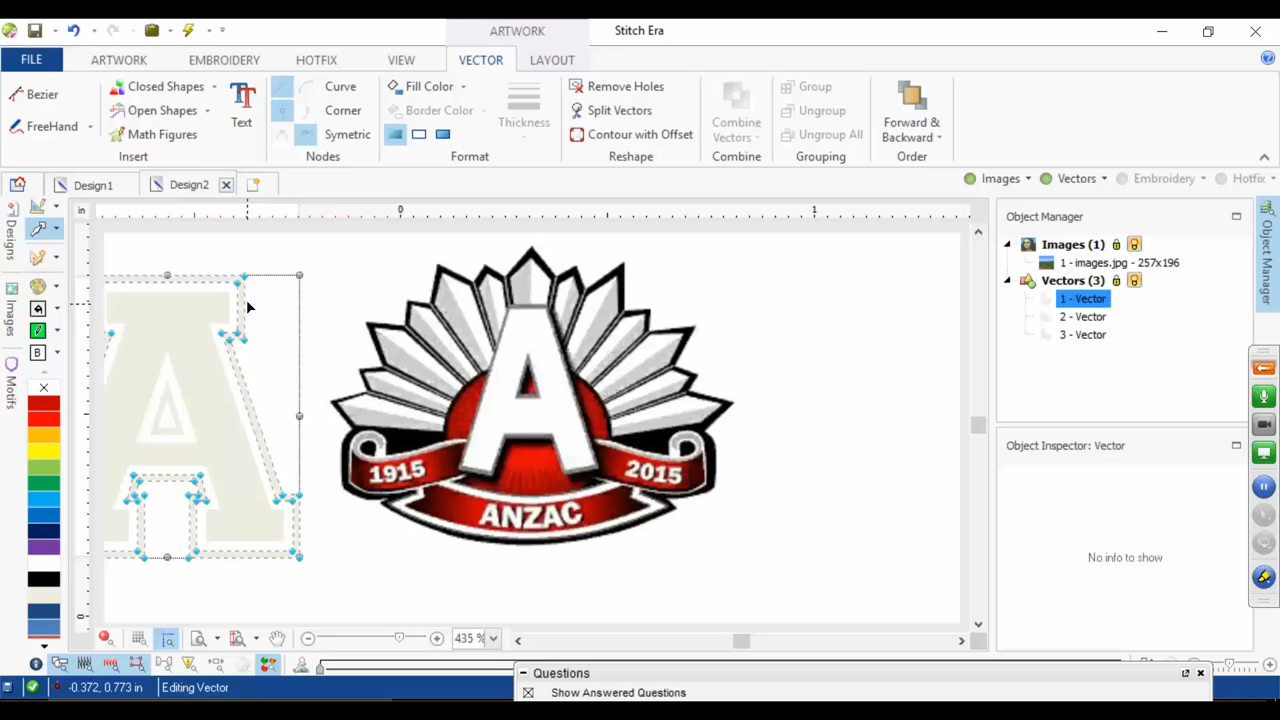 ARTWORK
Stitch Era
FILE
ARTWORK
EMBROIDERY
HOTFIX
VIEW
VECTOR
LAYOUT
Bezier
FreeHand
Closed Shapes
Open Shapes
Math Figures
Text
Insert
Curve
Corner
Symetric
Nodes
Fill Color
Border Color
Thickness
Format
Remove Holes
Split Vectors
Contour with Offset
Reshape
Combine Vectors
Combine
Group
Ungroup
Ungroup All
Grouping
Forward & Backward
Order
Design1
Design2
Images
Vectors
Embroidery
Hotfix
in
0
1
Designs
Images
Motifs
B
A
A
1915
2015
ANZAC
Object Manager
Images (1)
1 - images.jpg - 257x196
Vectors (3)
1 - Vector
2 - Vector
3 - Vector
Object Manager
Object Inspector: Vector
No info to show
0
435 %
Questions
Show Answered Questions
-0.372, 0.773 in
Editing Vector